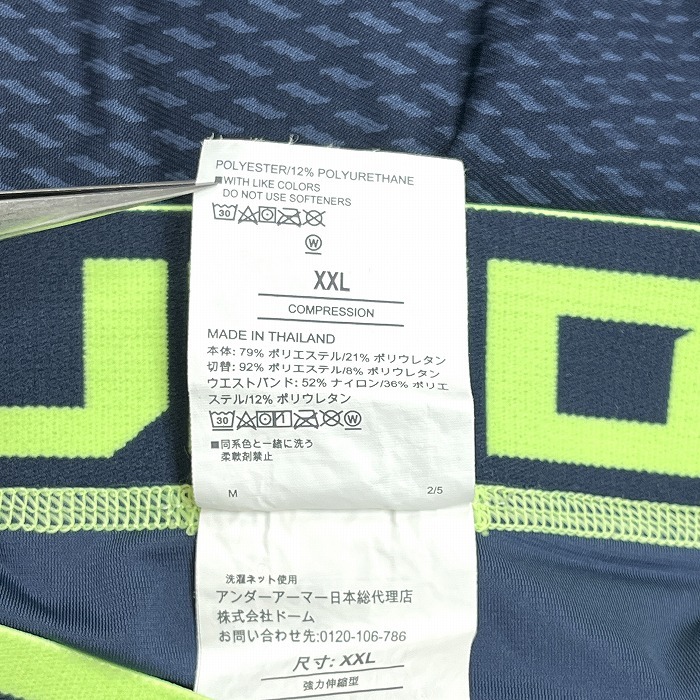 POLYESTER/12% POLYURETHANE
■WITH LIKE COLORS
DO NOT USE SOFTENERS
30
W
XXL
COMPRESSION
MADE IN THAILAND
本体: 79% ポリエステル/21% ポリウレタン
切替: 92% ポリエステル/8% ポリウレタン
ウエストバンド: 52% ナイロン/36% ポリエ
ステル/12% ポリウレタン
30 W
■同系色と一緒に洗う
柔軟剤禁止
M 2/5
洗濯ネット使用
アンダーアーマー日本総代理店
株式会社ドーム
お問い合わせ先:0120-106-786
尺寸: XXL
強力伸縮型